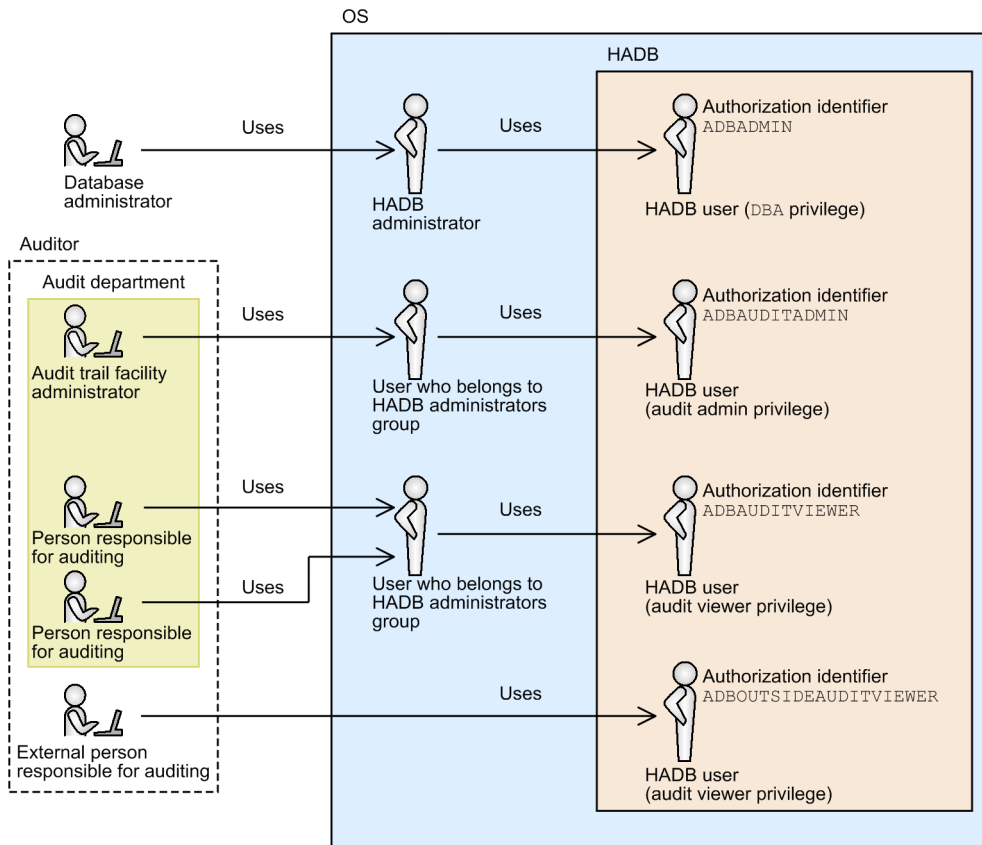 OS
HADB
Uses
Uses
Authorization identifier
ADBADMIN
Database
administrator
HADB
administrator
HADB user (DBA privilege)
Auditor
Audit department
Uses
Uses
Authorization identifier
ADBAUDITADMIN
Audit trail facility
administrator
User who belongs to
HADB administrators
group
HADB user
(audit admin privilege)
Uses
Uses
Authorization identifier
ADBAUDITVIEWER
Person responsible
for auditing
Uses
User who belongs to
HADB administrators
group
HADB user
(audit viewer privilege)
Person responsible
for auditing
Uses
Authorization identifier
ADBOUTSIDEAUDITVIEWER
External person
responsible for auditing
HADB user
(audit viewer privilege)